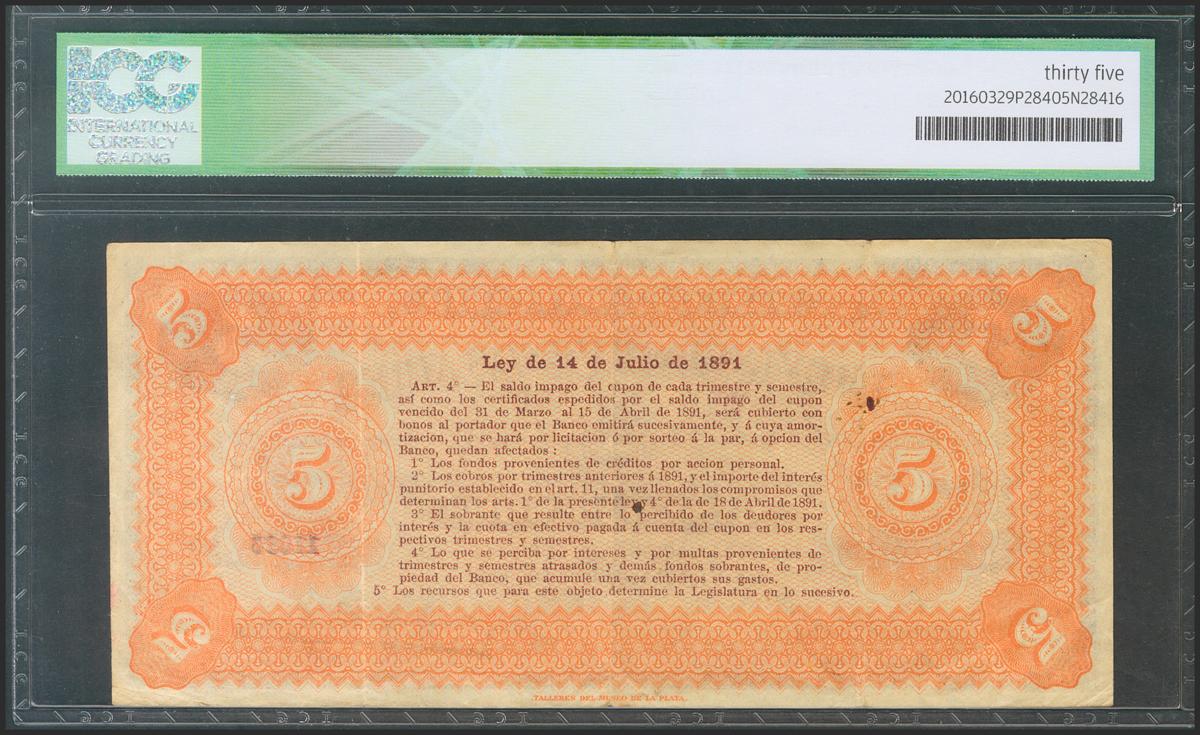 ICG
INTERNATIONAL
CURRENCY
GRADING
thirty five
20160329P28405N28416
5
5
Ley de 14 de Julio de 1891
ART. 4° — El saldo impago del cupon de cada trimestre y semestre,
así como los certificados espedidos por el saldo impago del cupon
vencido del 31 de Marzo al 15 de Abril de 1891, será cubierto con
bonos al portador que el Banco emitirá sucesivamente, y á cuya amor-
tizacion, que se hará por licitacion ó por sorteo á la par, á opcion del
Banco, quedan afectados :
1° Los fondos provenientes de créditos por accion personal.
2° Los cobros por trimestres anteriores á 1891, y el importe del interés
punitorio establecido en el art. 11, una vez llenados los compromisos que
determinan los arts. 1° de la presente ley y 4° de la de 18 de Abril de 1891.
3° El sobrante que resulte entre lo percibido de los deudores por
interés y la cuota en efectivo pagada á cuenta del cupon en los res-
pectivos trimestres y semestres.
4° Lo que se perciba por intereses y por multas provenientes de
trimestres y semestres atrasados y demás fondos sobrantes, de pro-
piedad del Banco, que acumule una vez cubiertos sus gastos.
5° Los recursos que para este objeto determine la Legislatura en lo sucesivo.
5
5
5
5
TALLERES DEL MUSEO DE LA PLATA.